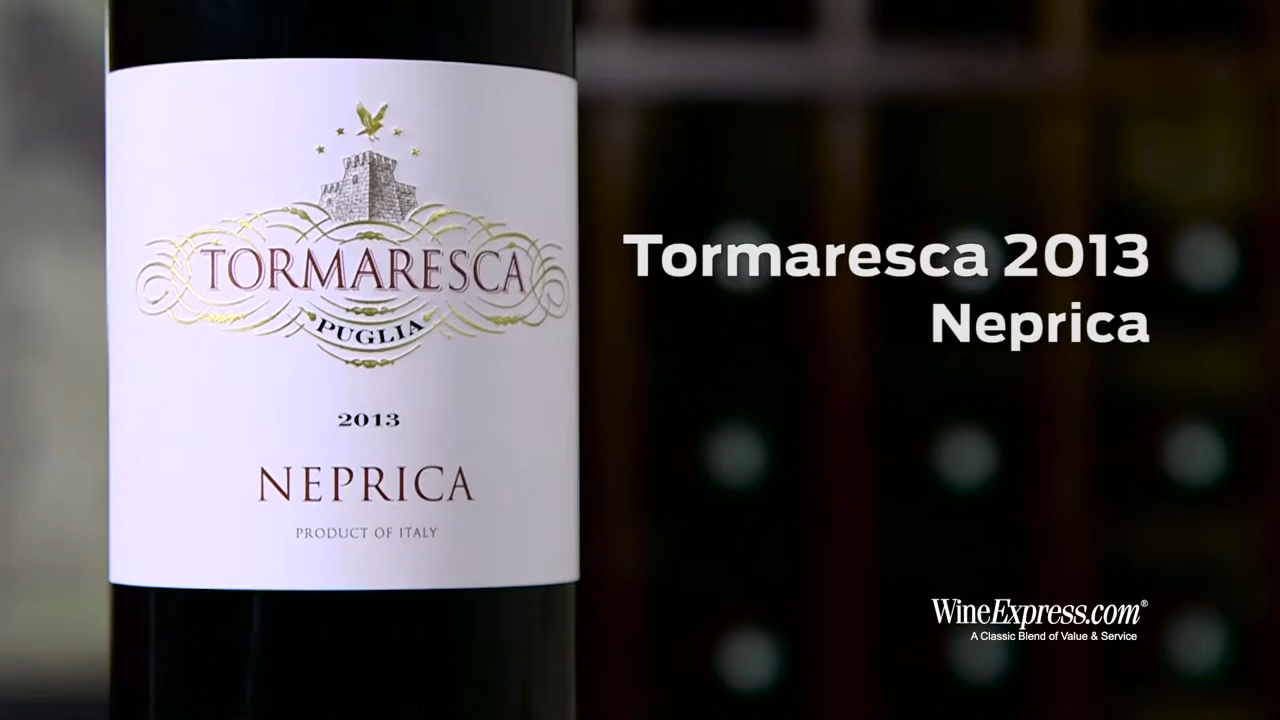 TORMARESCA
PUGLIA
2013
NEPRICA
PRODUCT OF ITALY
Tormaresca 2013
Neprica
WineExpress.com®
A Classic Blend of Value & Service